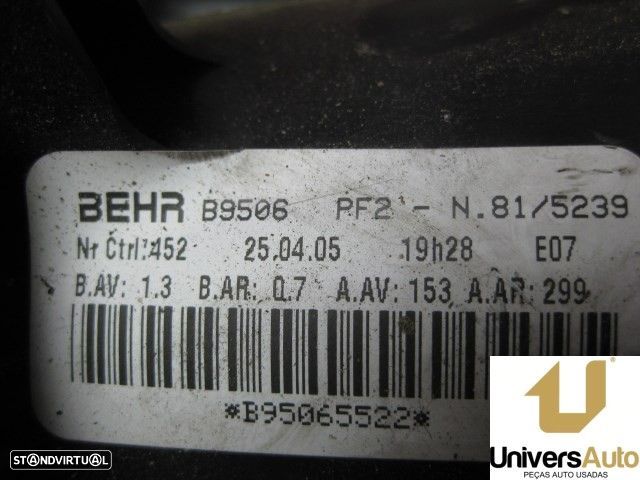 BEHR B9506 PF2 - N.81/5239
Nr Ctrl:452 25.04.05 19h28 E07
B.AV: 1.3 B.AR: 0.7 A.AV: 153 A.AR: 299
*B95065522*
UniversAuto
PEÇAS AUTO USADAS
STANDVIRTUAL